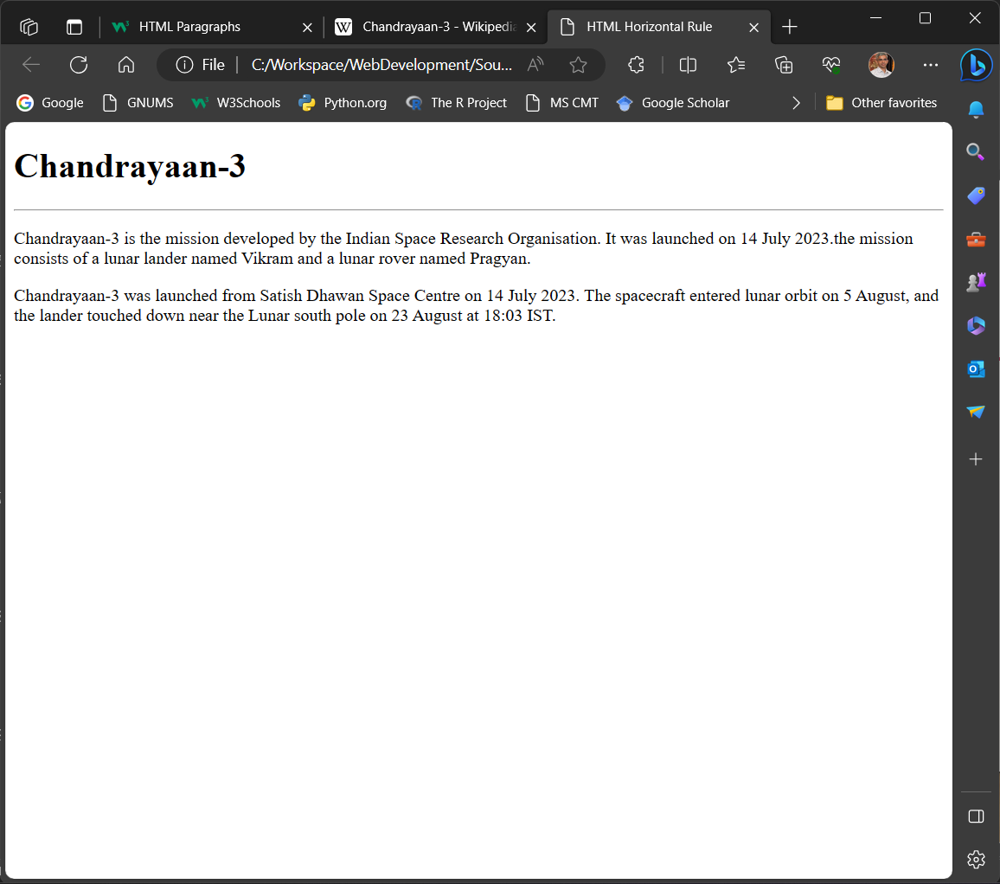 HTML Paragraphs
Chandrayaan-3 - Wikipedia
HTML Horizontal Rule
File
C:/Workspace/WebDevelopment/Sou...
Google
GNUMS
W3Schools
Python.org
The R Project
MS CMT
Google Scholar
Other favorites
Chandrayaan-3
Chandrayaan-3 is the mission developed by the Indian Space Research Organisation. It was launched on 14 July 2023.the mission
consists of a lunar lander named Vikram and a lunar rover named Pragyan.
Chandrayaan-3 was launched from Satish Dhawan Space Centre on 14 July 2023. The spacecraft entered lunar orbit on 5 August, and
the lander touched down near the Lunar south pole on 23 August at 18:03 IST.